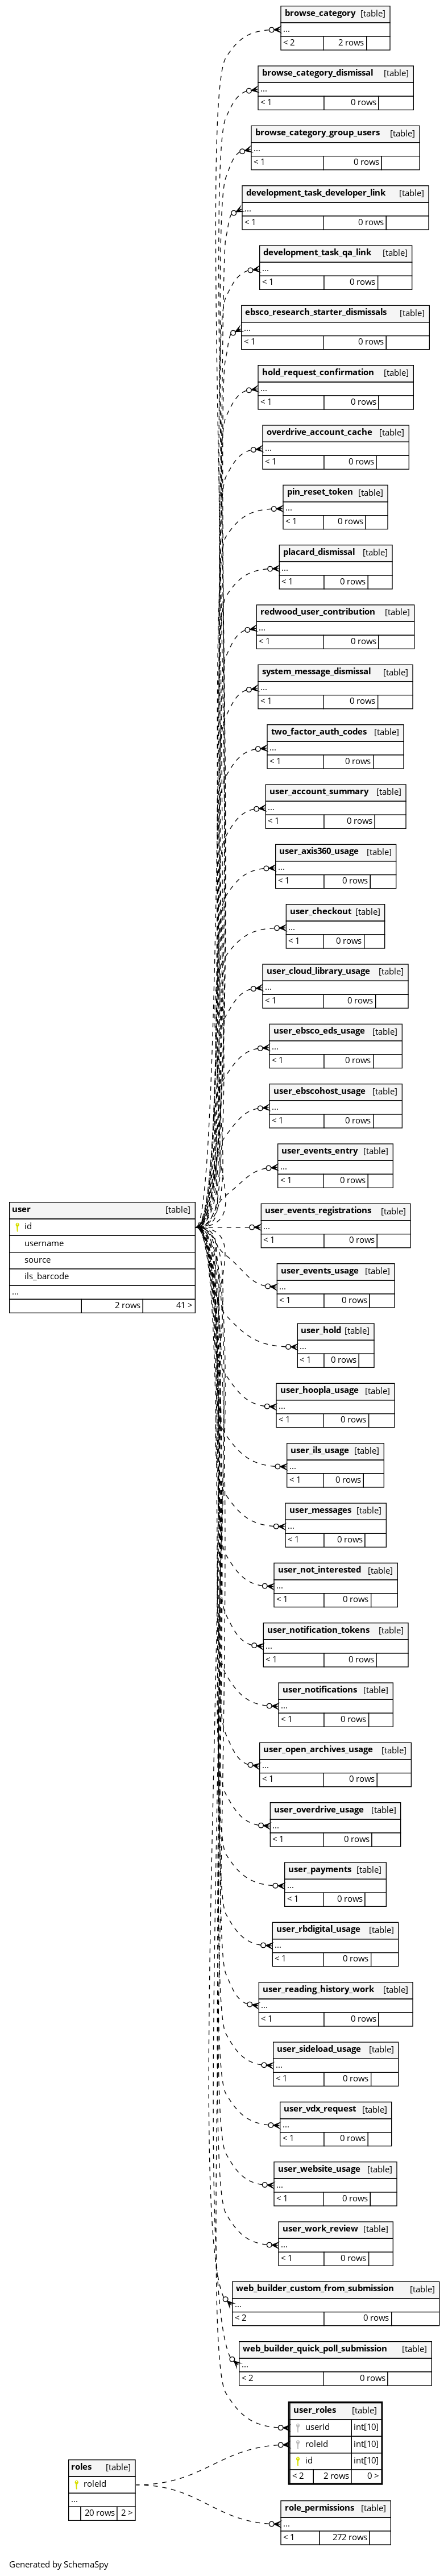 browse_category [table]
...
< 2 2 rows
browse_category_dismissal [table]
...
< 1 0 rows
browse_category_group_users [table]
...
< 1 0 rows
development_task_developer_link [table]
...
< 1 0 rows
development_task_qa_link [table]
...
< 1 0 rows
ebsco_research_starter_dismissals [table]
...
< 1 0 rows
hold_request_confirmation [table]
...
< 1 0 rows
overdrive_account_cache [table]
...
< 1 0 rows
pin_reset_token [table]
...
< 1 0 rows
placard_dismissal [table]
...
< 1 0 rows
redwood_user_contribution [table]
...
< 1 0 rows
system_message_dismissal [table]
...
< 1 0 rows
two_factor_auth_codes [table]
...
< 1 0 rows
user_account_summary [table]
...
< 1 0 rows
user_axis360_usage [table]
...
< 1 0 rows
user_checkout [table]
...
< 1 0 rows
user_cloud_library_usage [table]
...
< 1 0 rows
user_ebsco_eds_usage [table]
...
< 1 0 rows
user_ebscohost_usage [table]
...
< 1 0 rows
user_events_entry [table]
...
< 1 0 rows
user [table]
id
username
source
ils_barcode
...
2 rows 41 >
user_events_registrations [table]
...
< 1 0 rows
user_events_usage [table]
...
< 1 0 rows
user_hold [table]
...
< 1 0 rows
user_hoopla_usage [table]
...
< 1 0 rows
user_ils_usage [table]
...
< 1 0 rows
user_messages [table]
...
< 1 0 rows
user_not_interested [table]
...
< 1 0 rows
user_notification_tokens [table]
...
< 1 0 rows
user_notifications [table]
...
< 1 0 rows
user_open_archives_usage [table]
...
< 1 0 rows
user_overdrive_usage [table]
...
< 1 0 rows
user_payments [table]
...
< 1 0 rows
user_rbdigital_usage [table]
...
< 1 0 rows
user_reading_history_work [table]
...
< 1 0 rows
user_sideload_usage [table]
...
< 1 0 rows
user_vdx_request [table]
...
< 1 0 rows
user_website_usage [table]
...
< 1 0 rows
user_work_review [table]
...
< 1 0 rows
web_builder_custom_from_submission [table]
...
< 2 0 rows
web_builder_quick_poll_submission [table]
...
< 2 0 rows
user_roles [table]
userId int[10]
roleId int[10]
id int[10]
< 2 2 rows 0 >
roles [table]
roleId
...
20 rows 2 >
role_permissions [table]
...
< 1 272 rows
Generated by SchemaSpy